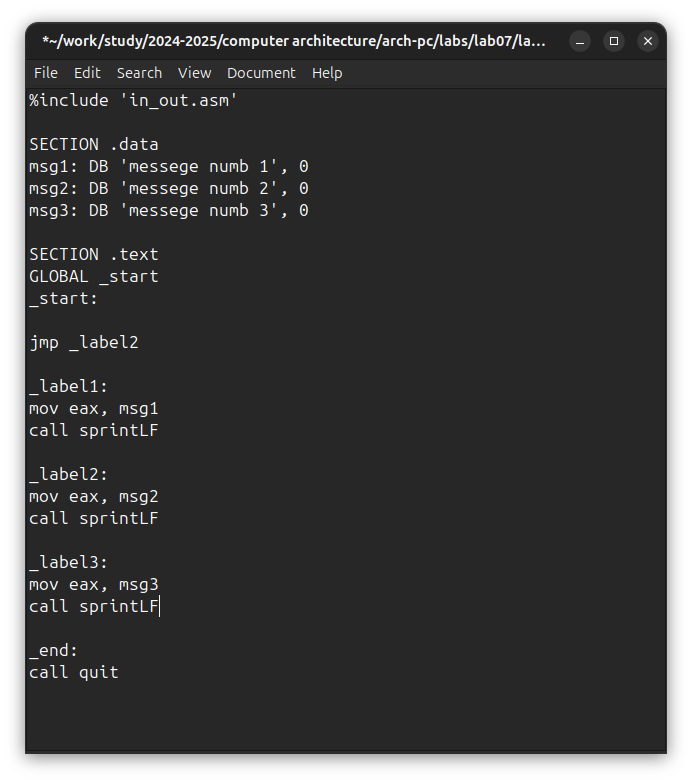 *~/work/study/2024-2025/computer architecture/arch-pc/labs/lab07/la...
File Edit Search View Document Help
%include 'in_out.asm'
SECTION .data
msg1: DB 'messege numb 1', 0
msg2: DB 'messege numb 2', 0
msg3: DB 'messege numb 3', 0
SECTION .text
GLOBAL _start
_start:
jmp _label2
_label1:
mov eax, msg1
call sprintLF
_label2:
mov eax, msg2
call sprintLF
_label3:
mov eax, msg3
call sprintLF
_end:
call quit